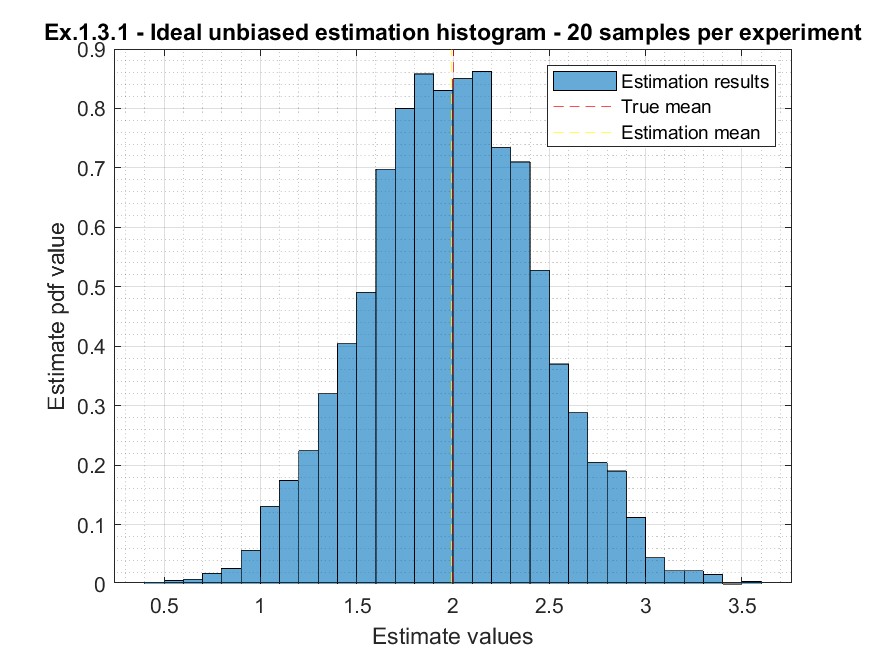 Ex.1.3.1 - Ideal unbiased estimation histogram - 20 samples per experiment
0.9
0.8
0.7
0.6
0.5
0.4
0.3
0.2
0.1
0
Estimate pdf value
Estimation results
True mean
Estimation mean
0.5 1 1.5 2 2.5 3 3.5
Estimate values